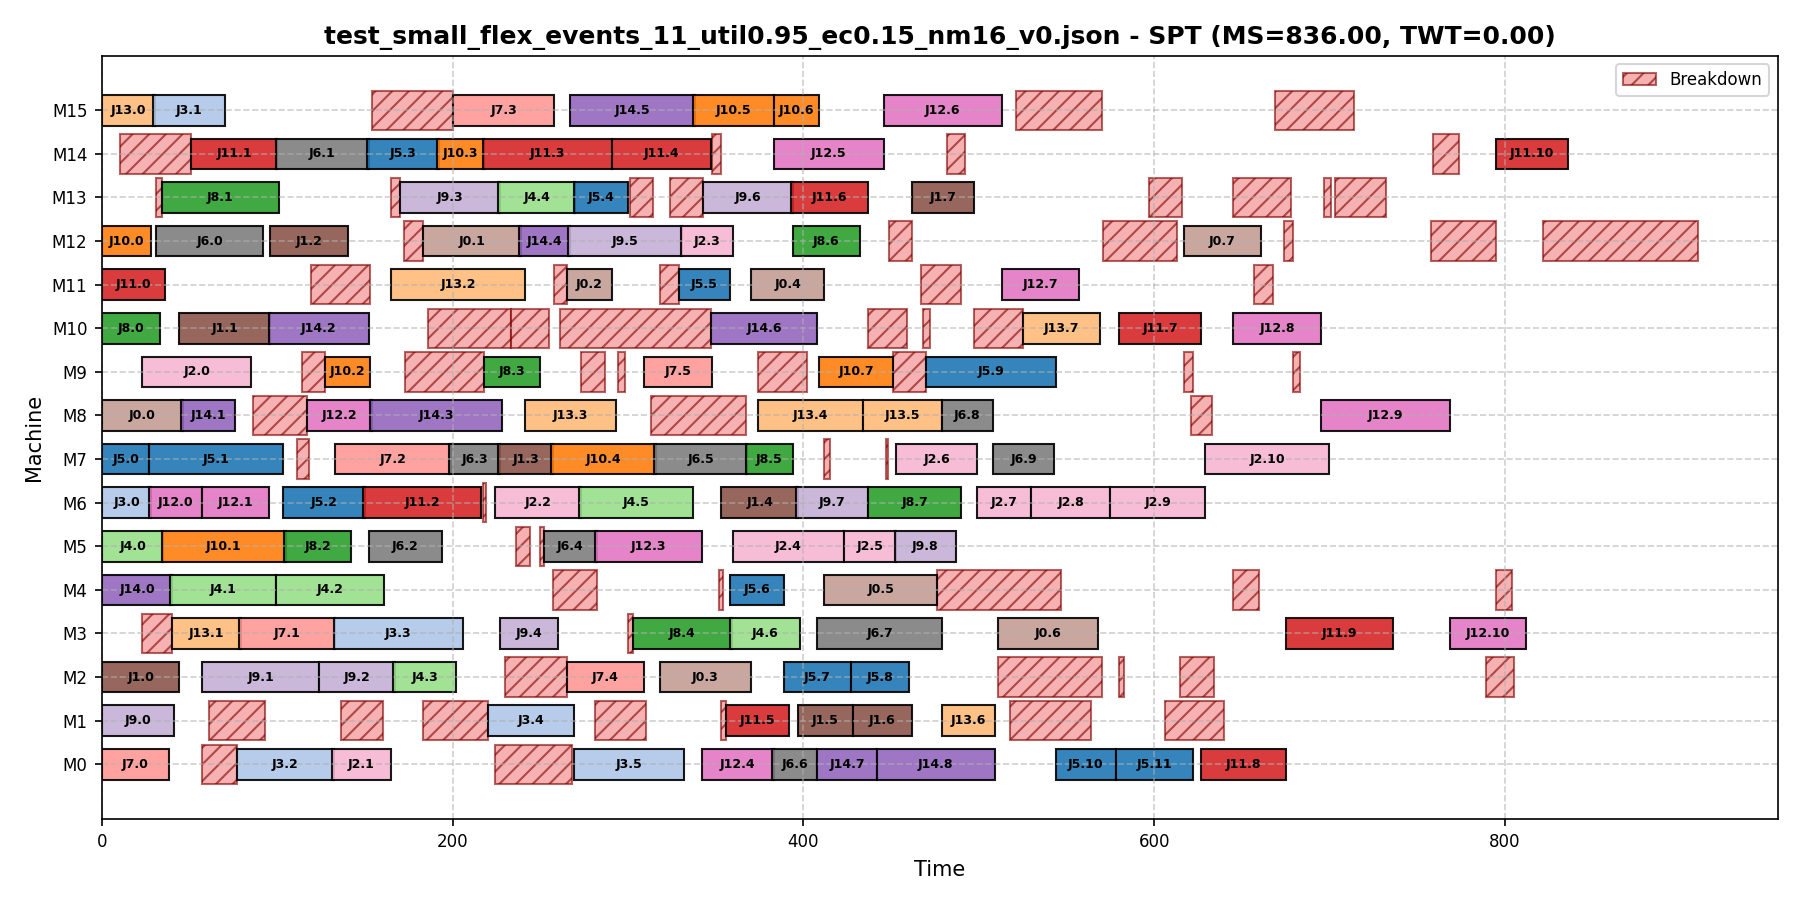 test_small_flex_events_11_util0.95_ec0.15_nm16_v0.json - SPT (MS=836.00, TWT=0.00)
Breakdown
M15 J13.0 J3.1 J7.3 J14.5 J10.5 J10.6 J12.6
M14 J11.1 J6.1 J5.3 J10.3 J11.3 J11.4 J12.5 J11.10
M13 J8.1 J9.3 J4.4 J5.4 J9.6 J11.6 J1.7
M12 J10.0 J6.0 J1.2 J0.1 J14.4 J9.5 J2.3 J8.6 J0.7
M11 J11.0 J13.2 J0.2 J5.5 J0.4 J12.7
M10 J8.0 J1.1 J14.2 J14.6 J13.7 J11.7 J12.8
M9 J2.0 J10.2 J8.3 J7.5 J10.7 J5.9
M8 J0.0 J14.1 J12.2 J14.3 J13.3 J13.4 J13.5 J6.8 J12.9
M7 J5.0 J5.1 J7.2 J6.3 J1.3 J10.4 J6.5 J8.5 J2.6 J6.9 J2.10
M6 J3.0 J12.0 J12.1 J5.2 J11.2 J2.2 J4.5 J1.4 J9.7 J8.7 J2.7 J2.8 J2.9
M5 J4.0 J10.1 J8.2 J6.2 J6.4 J12.3 J2.4 J2.5 J9.8
M4 J14.0 J4.1 J4.2 J5.6 J0.5
M3 J13.1 J7.1 J3.3 J9.4 J8.4 J4.6 J6.7 J0.6 J11.9 J12.10
M2 J1.0 J9.1 J9.2 J4.3 J7.4 J0.3 J5.7 J5.8
M1 J9.0 J3.4 J11.5 J1.5 J1.6 J13.6
M0 J7.0 J3.2 J2.1 J3.5 J12.4 J6.6 J14.7 J14.8 J5.10 J5.11 J11.8
0 200 400 600 800
Time
Machine